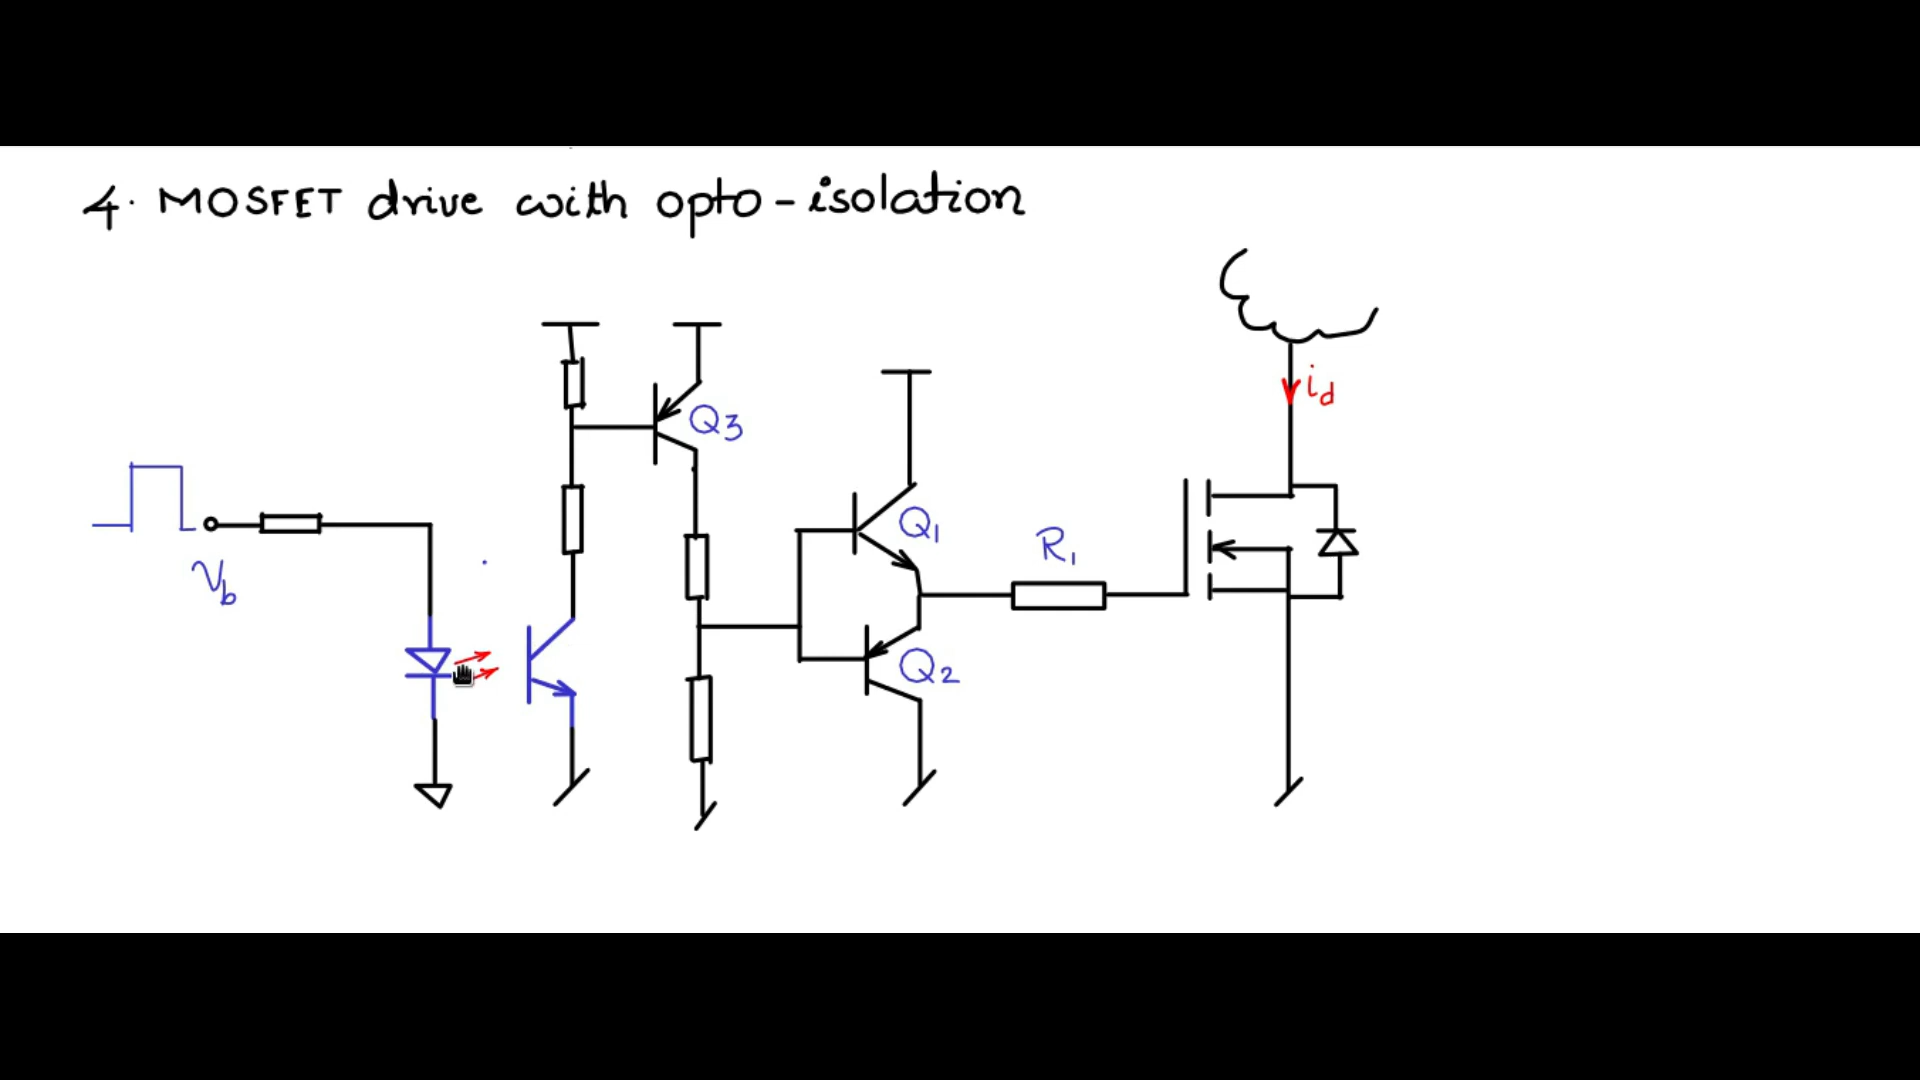 4. MOSFET drive with opto-isolation
id
Q3
Q1
R1
Vb
Q2